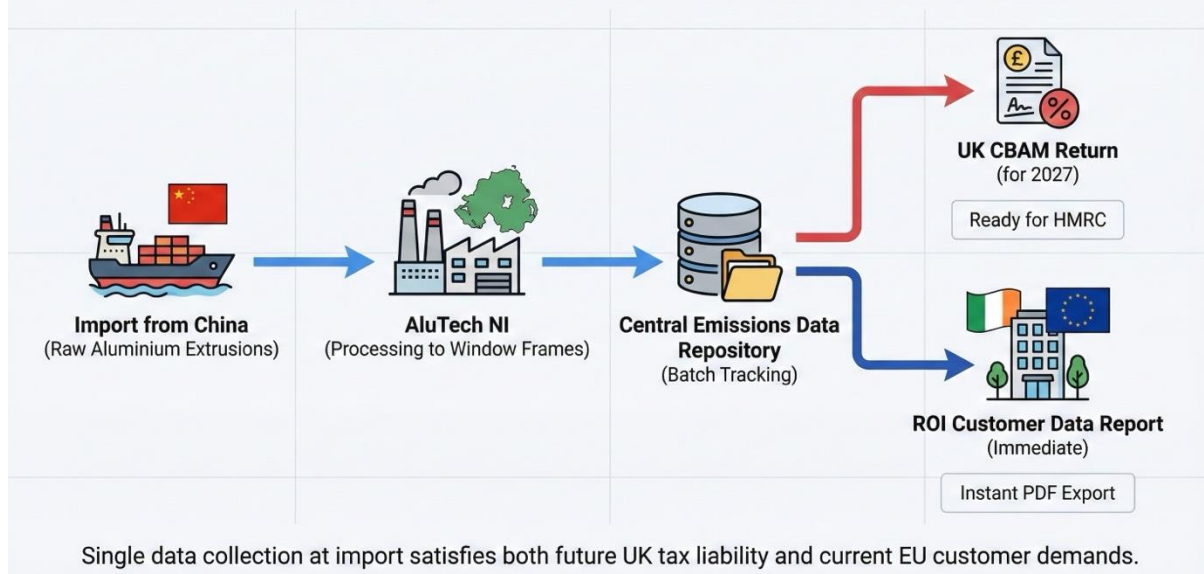 Import from China
(Raw Aluminium Extrusions)
AluTech NI
(Processing to Window Frames)
Central Emissions Data
Repository
(Batch Tracking)
£
%
UK CBAM Return
(for 2027)
Ready for HMRC
ROI Customer Data Report
(Immediate)
Instant PDF Export
Single data collection at import satisfies both future UK tax liability and current EU customer demands.